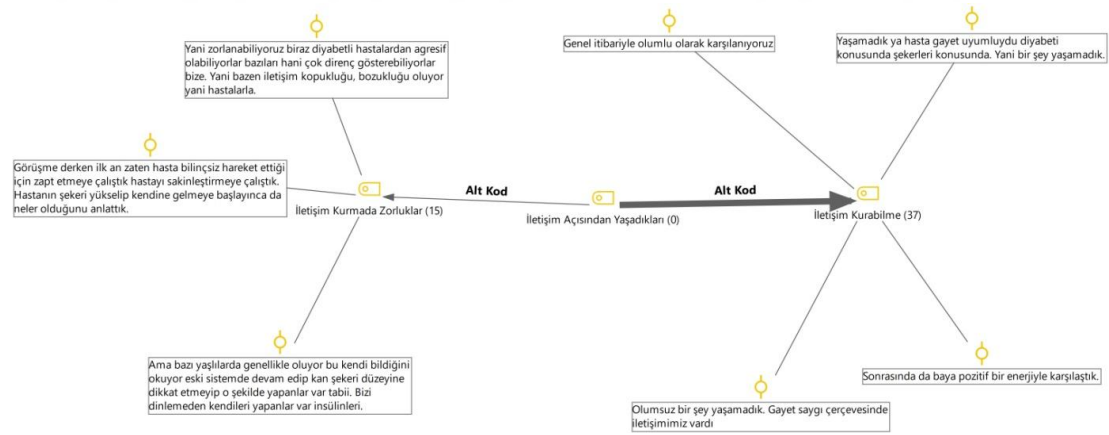 Yani zorlanabiliyoruz biraz diyabetli hastalardan agresif
olabiliyorlar bazıları hani çok direnç gösterebiliyorlar
bize. Yani bazen iletişim kopukluğu, bozukluğu oluyor
yani hastalarla.
Genel itibariyle olumlu olarak karşılanıyoruz
Yaşamadık ya hasta gayet uyumluydu diyabeti
konusunda şekerleri konusunda. Yani bir şey yaşamadık.
Görüşme derken ilk an zaten hasta bilinçsiz hareket ettiği
için zapt etmeye çalıştık hastayı sakinleştirmeye çalıştık.
Hastanın şekeri yükselip kendine gelmeye başlayınca da
neler olduğunu anlattık.
Alt Kod
Alt Kod
İletişim Kurmada Zorluklar (15)
İletişim Açısından Yaşadıkları (0)
İletişim Kurabilme (37)
Ama bazı yaşlılarda genellikle oluyor bu kendi bildiğini
okuyor eski sistemde devam edip kan şekeri düzeyine
dikkat etmeyip o şekilde yapanlar var tabii. Bizi
dinlemeden kendileri yapanlar var insülinleri.
Olumsuz bir şey yaşamadık. Gayet saygı çerçevesinde
iletişimimiz vardı
Sonrasında da baya pozitif bir enerjiyle karşılaştık.